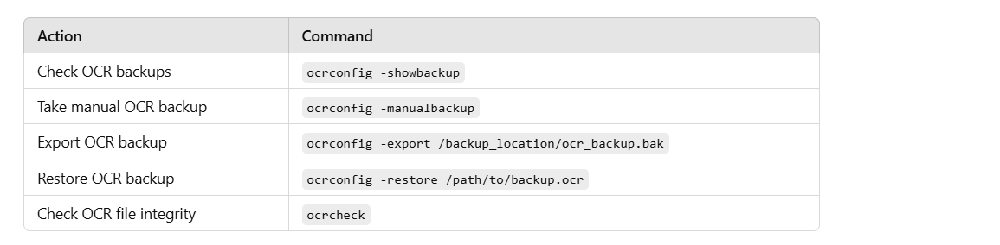 Action Command
Check OCR backups ocrconfig -showbackup
Take manual OCR backup ocrconfig -manualbackup
Export OCR backup ocrconfig -export /backup_location/ocr_backup.bak
Restore OCR backup ocrconfig -restore /path/to/backup.ocr
Check OCR file integrity ocrcheck